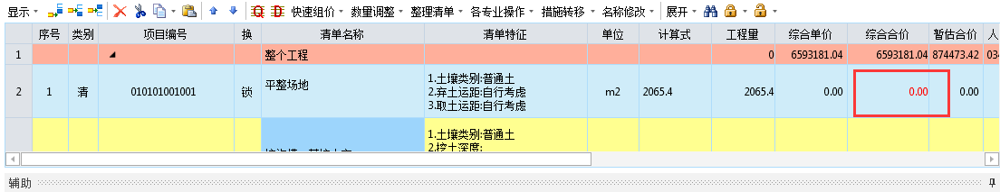 显示 快速组价 数量调整 整理清单 各专业操作 措施转移 名称修改 展开
序号 类别 项目编号 换 清单名称 清单特征 单位 计算式 工程量 综合单价 综合合价 暂估合价 人
1 整个工程 0 6593181.04 6593181.04 874473.42 034
2 1 清 010101001001 锁 平整场地 1.土壤类别:普通土 m2 2065.4 2065.4 0.00 0.00 0.00
2.弃土运距:自行考虑
3.取土运距:自行考虑
1.土壤类别:普通土
2.挖土深度:
辅助